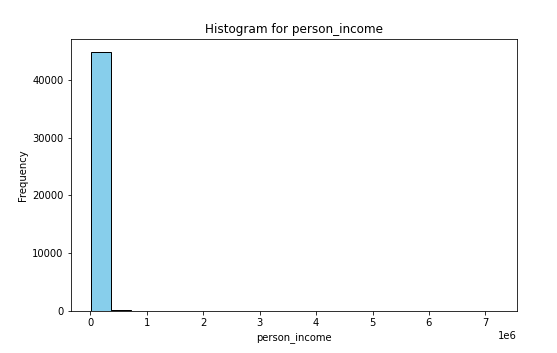 Histogram for person_income
40000
30000
20000
10000
0
Frequency
0 1 2 3 4 5 6 7
1e6
person_income